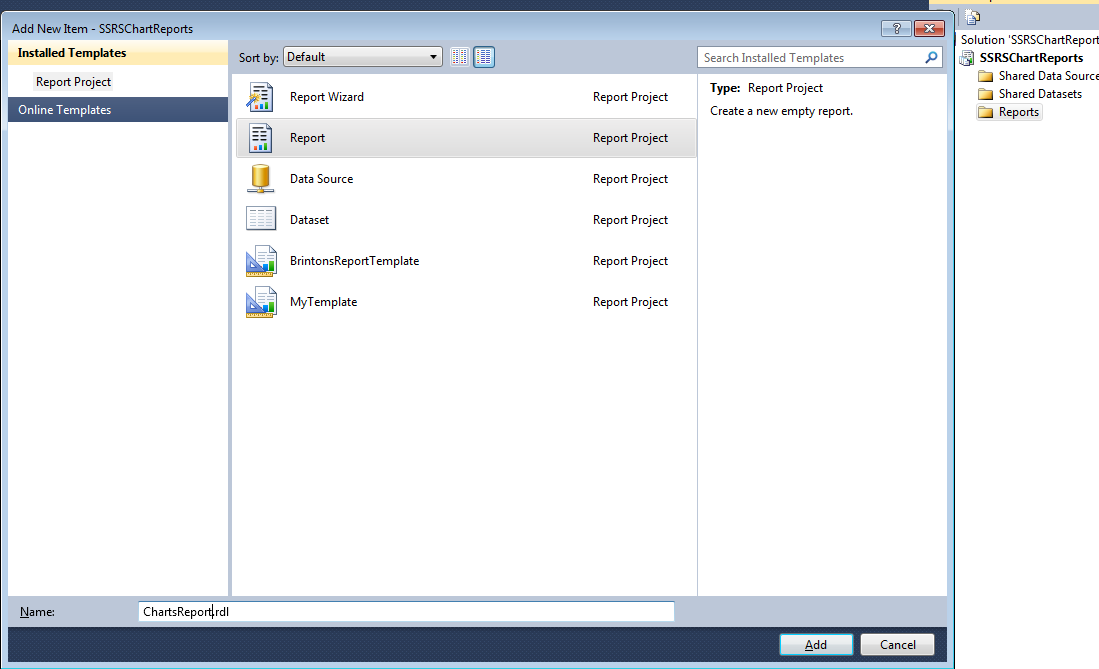 Add New Item - SSRSChartReports
Installed Templates
Report Project
Online Templates
Sort by: Default
Search Installed Templates
Report Wizard Report Project
Report Report Project
Data Source Report Project
Dataset Report Project
BrintonsReportTemplate Report Project
MyTemplate Report Project
Type: Report Project
Create a new empty report.
Name: ChartsReport.rdl
Add Cancel
Solution 'SSRSChartReport
SSRSChartReports
Shared Data Source
Shared Datasets
Reports